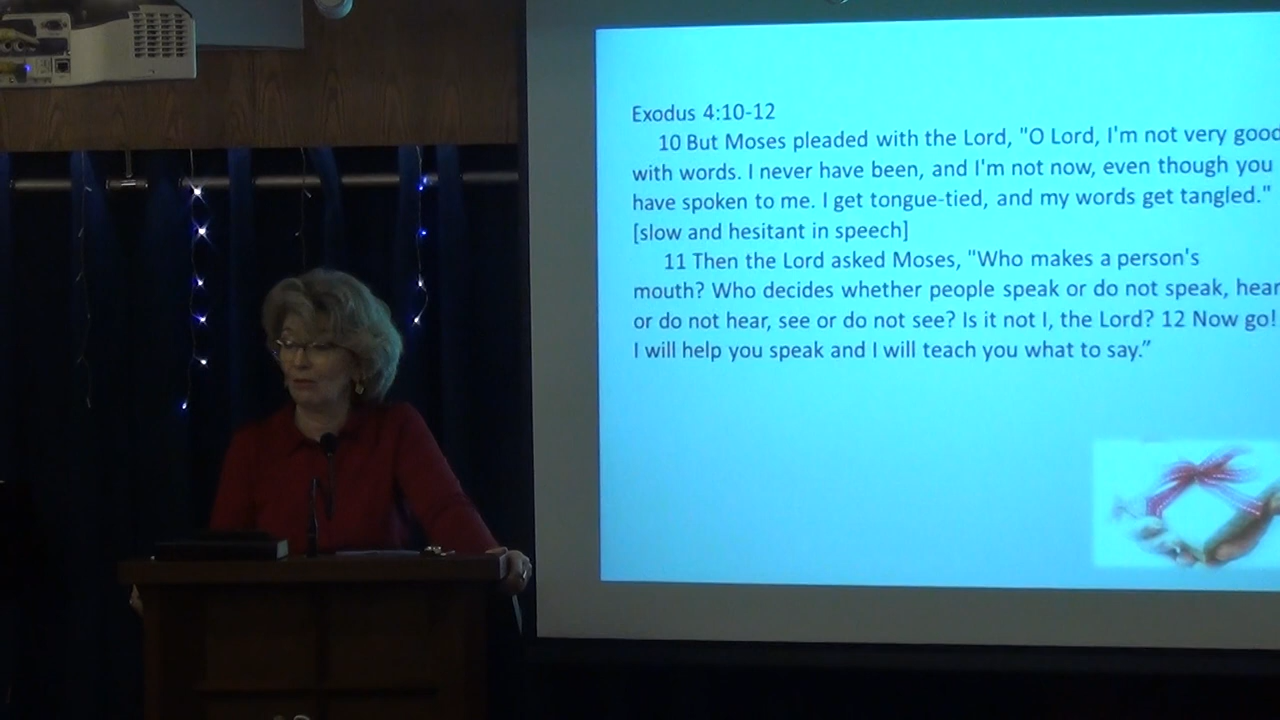 Exodus 4:10-12
10 But Moses pleaded with the Lord, "O Lord, I'm not very good
with words. I never have been, and I'm not now, even though you
have spoken to me. I get tongue-tied, and my words get tangled."
[slow and hesitant in speech]
11 Then the Lord asked Moses, "Who makes a person's
mouth? Who decides whether people speak or do not speak, hear
or do not hear, see or do not see? Is it not I, the Lord? 12 Now go!
I will help you speak and I will teach you what to say.”